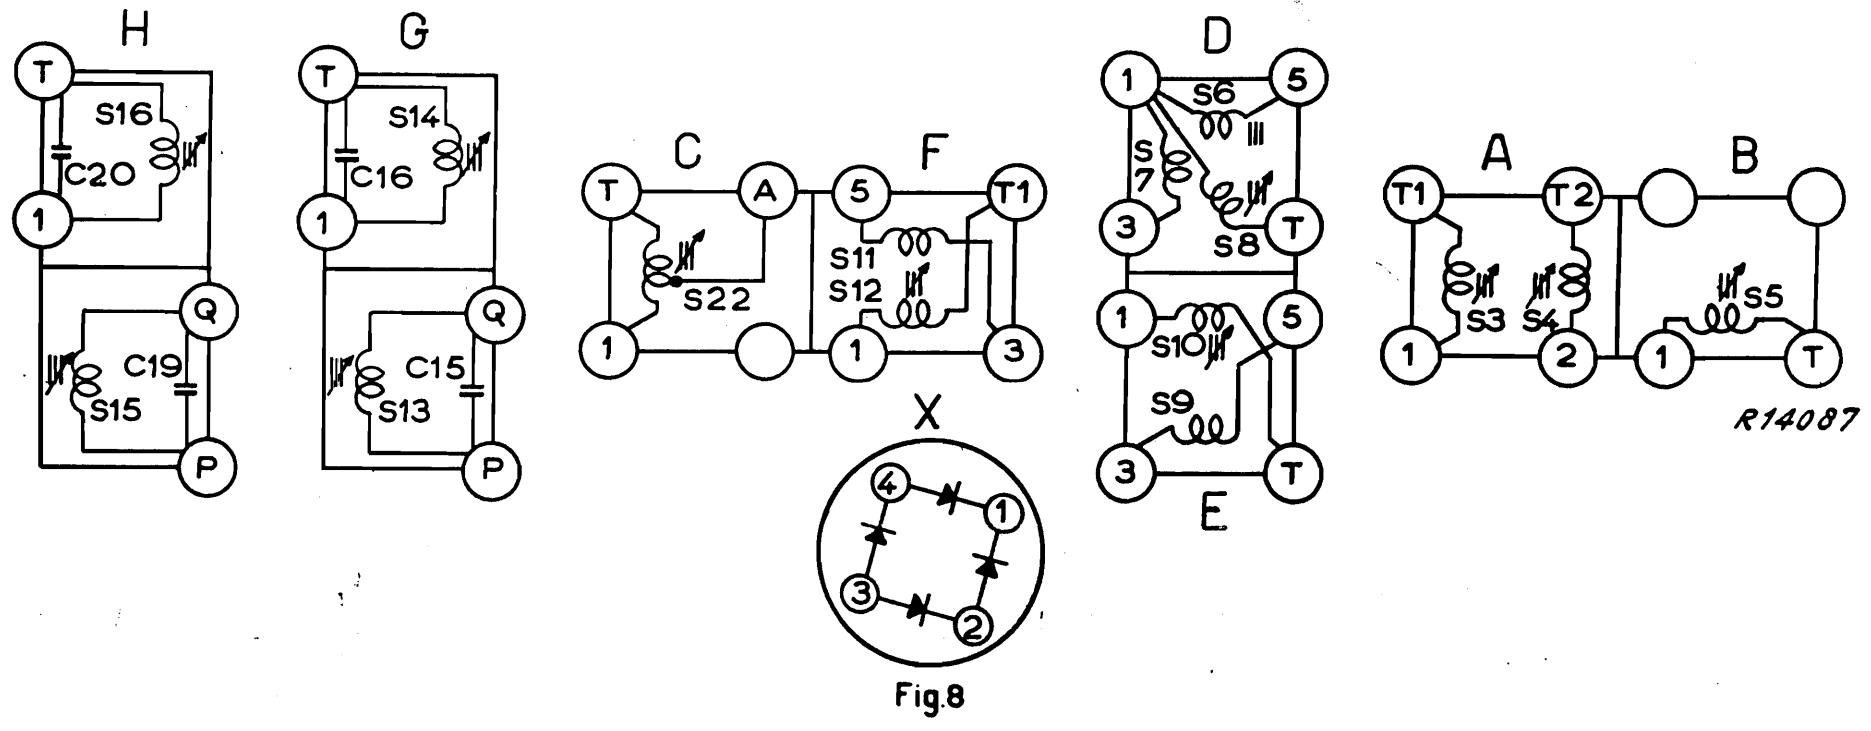 H
T
S16
C20
1
Q
C19
S15
P
G
T
S14
C16
1
Q
C15
S13
P
C
T
A
S22
1
F
5
T1
S11
S12
1
3
D
1
5
S6
S
7
3
S8
T
1
5
S10
S9
3
T
E
A
T1
T2
S3
S4
1
2
B
S5
1
T
R14087
X
4
1
3
2
Fig.8